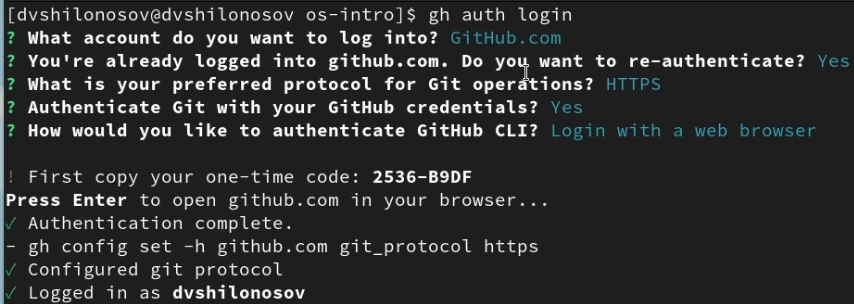 [dvshilonosov@dvshilonosov os-intro]$ gh auth login
? What account do you want to log into? GitHub.com
? You're already logged into github.com. Do you want to re-authenticate? Yes
? What is your preferred protocol for Git operations? HTTPS
? Authenticate Git with your GitHub credentials? Yes
? How would you like to authenticate GitHub CLI? Login with a web browser
! First copy your one-time code: 2536-B9DF
Press Enter to open github.com in your browser...
✓ Authentication complete.
- gh config set -h github.com git_protocol https
✓ Configured git protocol
✓ Logged in as dvshilonosov